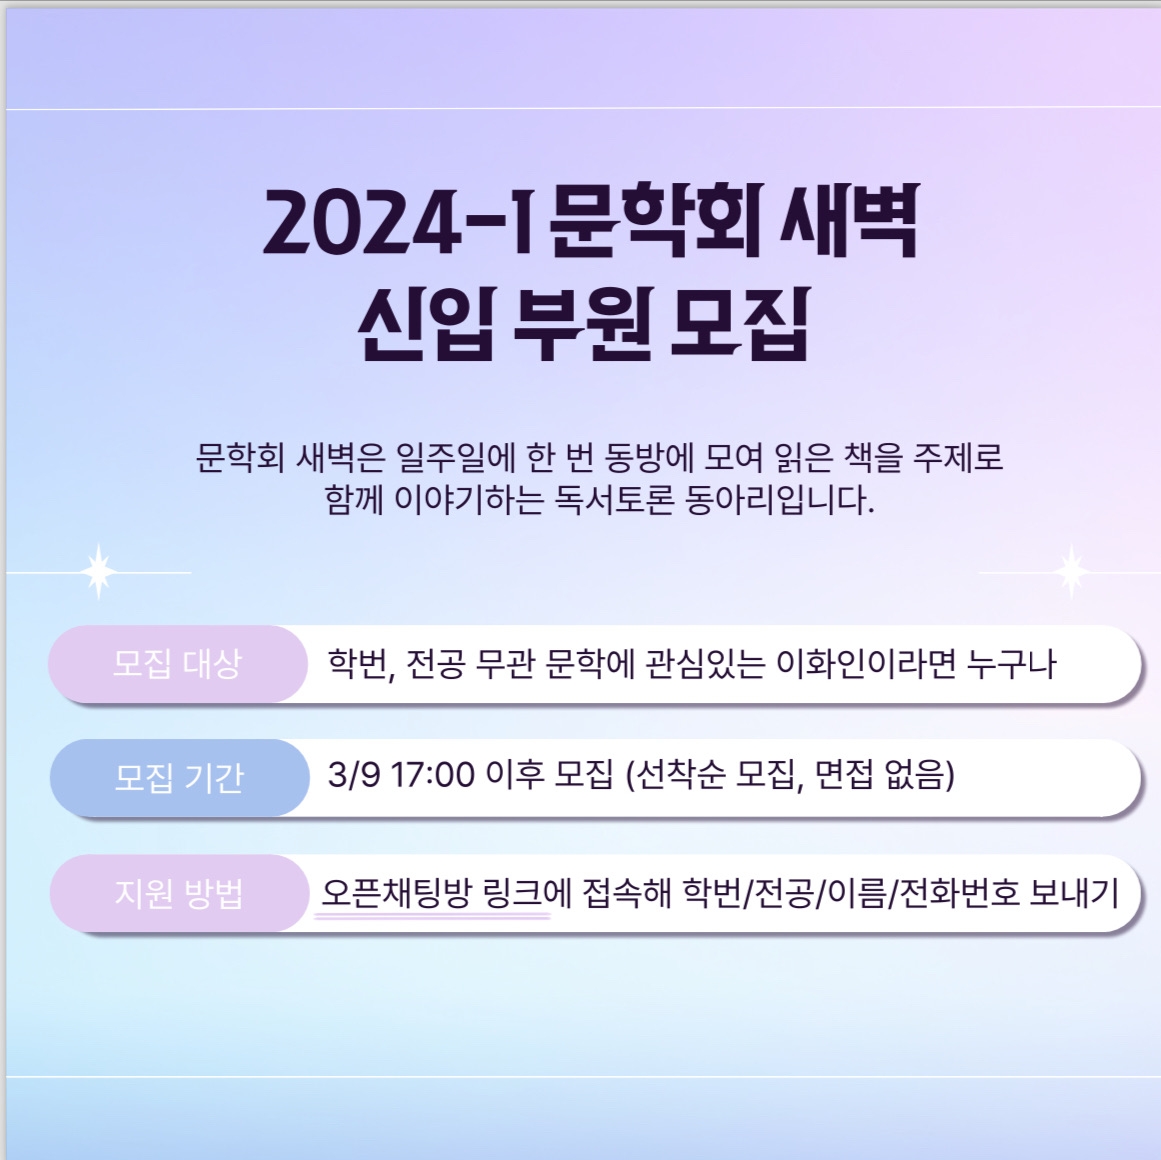 2024-1 문학회 새벽
신입 부원 모집
문학회 새벽은 일주일에 한 번 동방에 모여 읽은 책을 주제로
함께 이야기하는 독서토론 동아리입니다.
모집 대상 학번, 전공 무관 문학에 관심있는 이화인이라면 누구나
모집 기간 3/9 17:00 이후 모집 (선착순 모집, 면접 없음)
지원 방법 오픈채팅방 링크에 접속해 학번/전공/이름/전화번호 보내기